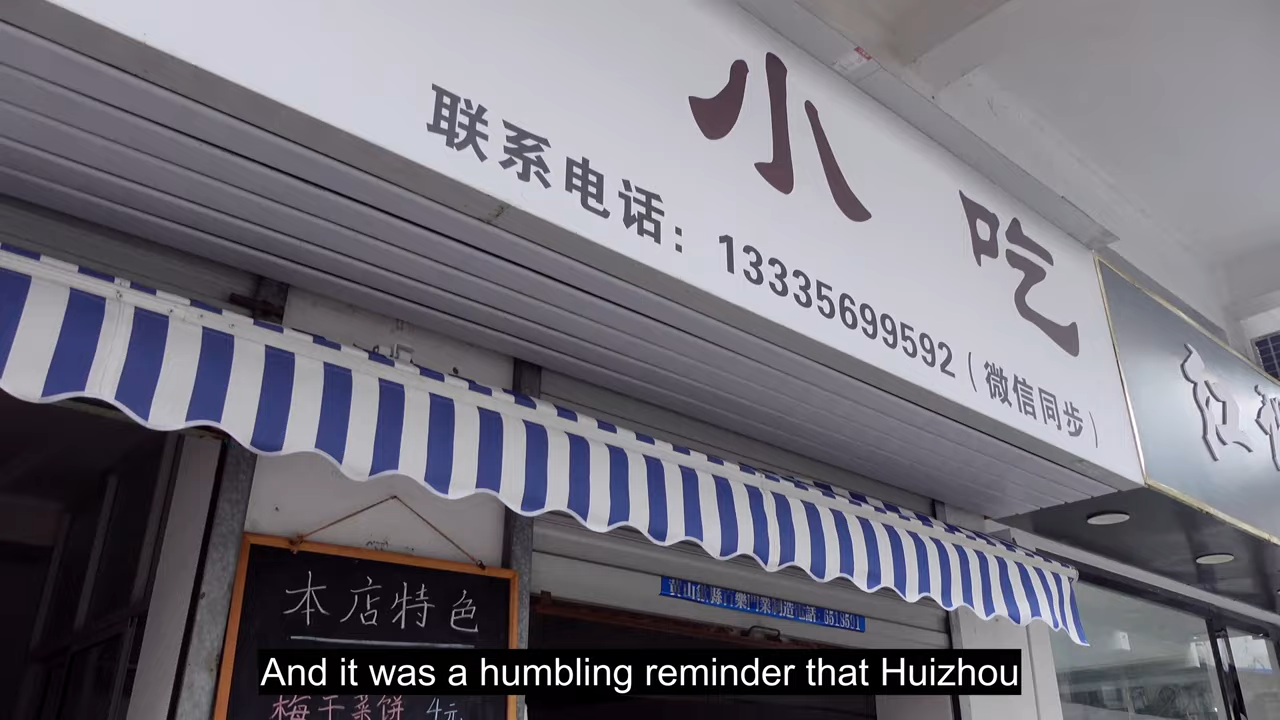 小吃
联系电话：13335699592（微信同步）
本店特色
梅干菜饼 4元
And it was a humbling reminder that Huizhou